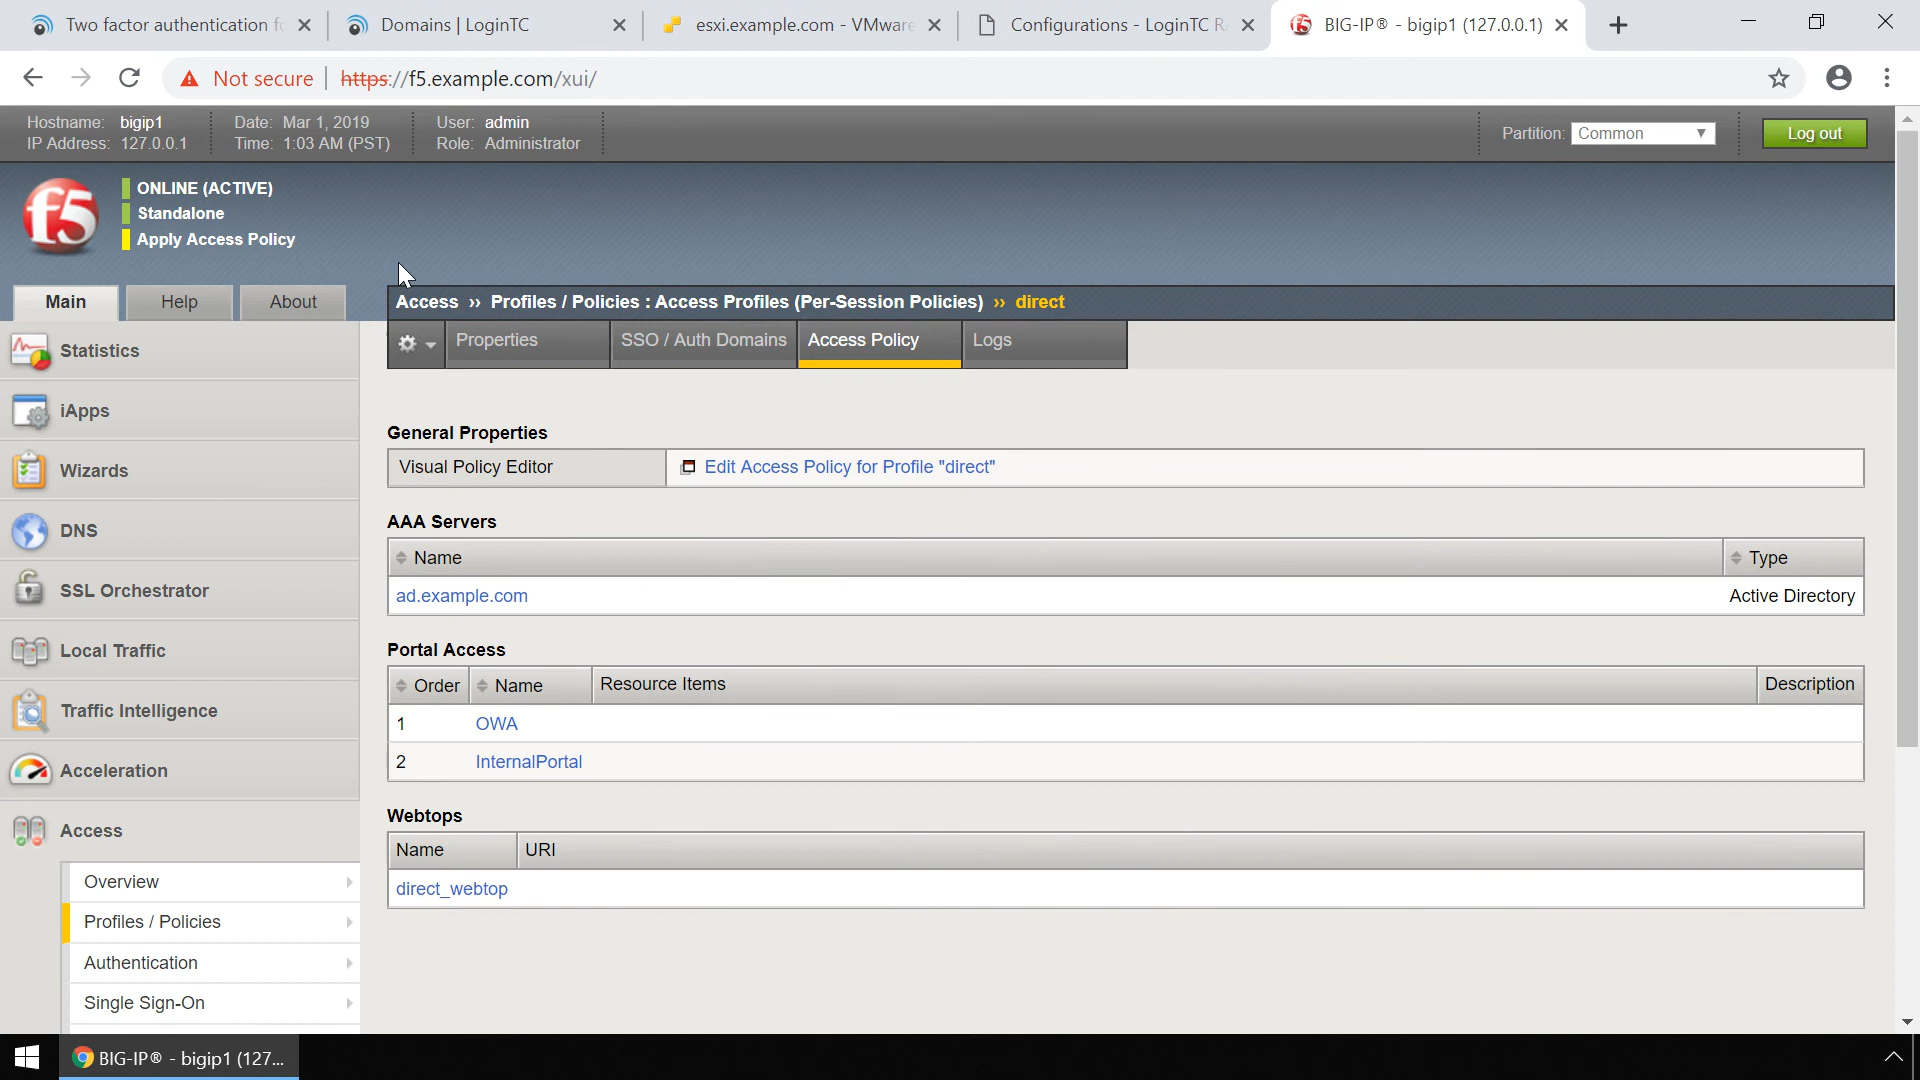 Two factor authentication fo
Domains | LoginTC
esxi.example.com - VMware
Configurations - LoginTC RA
BIG-IP® - bigip1 (127.0.0.1)
Not secure https://f5.example.com/xui/
Hostname: bigip1
IP Address: 127.0.0.1
Date: Mar 1, 2019
Time: 1:03 AM (PST)
User: admin
Role: Administrator
Partition: Common
Log out
f5
ONLINE (ACTIVE)
Standalone
Apply Access Policy
Main Help About
Access ›› Profiles / Policies : Access Profiles (Per-Session Policies) ›› direct
Properties SSO / Auth Domains Access Policy Logs
Statistics
iApps
Wizards
DNS
SSL Orchestrator
Local Traffic
Traffic Intelligence
Acceleration
Access
Overview
Profiles / Policies
Authentication
Single Sign-On
General Properties
Visual Policy Editor Edit Access Policy for Profile "direct"
AAA Servers
Name Type
ad.example.com Active Directory
Portal Access
Order Name Resource Items Description
1 OWA
2 InternalPortal
Webtops
Name URI
direct_webtop
BIG-IP® - bigip1 (127...